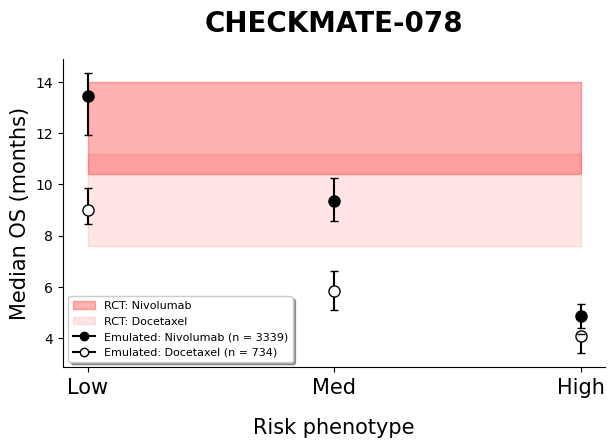 CHECKMATE-078
Median OS (months)
14
12
10
8
6
4
RCT: Nivolumab
RCT: Docetaxel
Emulated: Nivolumab (n = 3339)
Emulated: Docetaxel (n = 734)
Low
Med
High
Risk phenotype